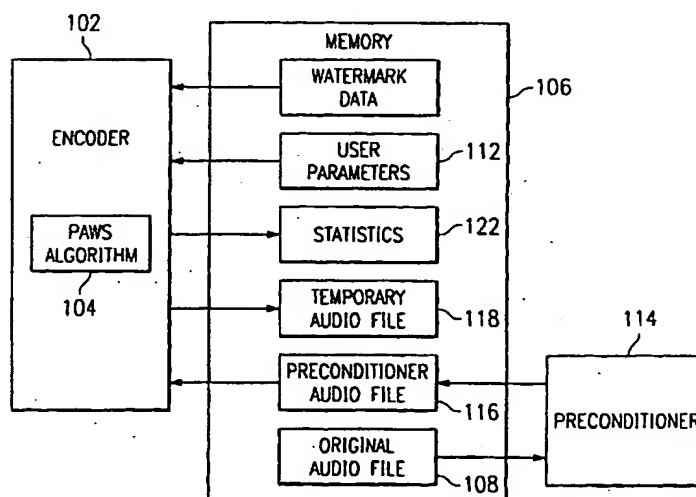 102
MEMORY
WATERMARK
DATA
106
ENCODER
USER
PARAMETERS
112
STATISTICS
122
PAWS
ALGORITHM
104
TEMPORARY
AUDIO FILE
118
114
PRECONDITIONER
AUDIO FILE
116
PRECONDITIONER
ORIGINAL
AUDIO FILE
108